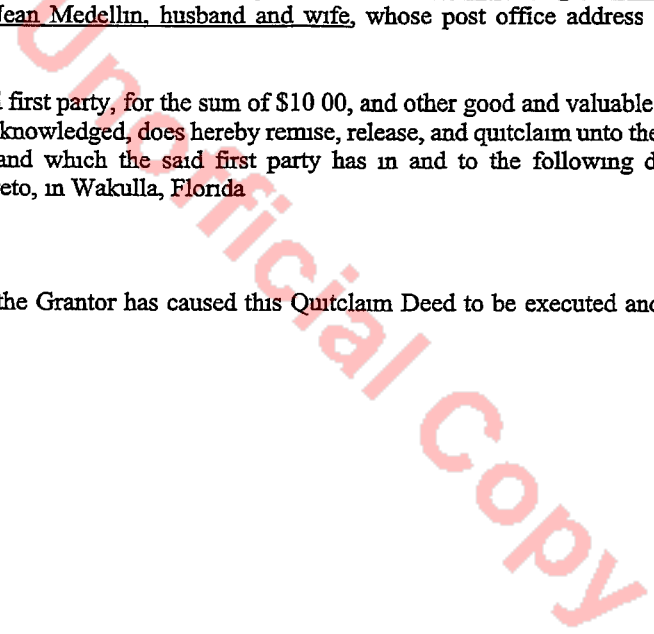 Jean Medellin, husband and wife, whose post office address
first party, for the sum of $10 00, and other good and valuable
knowledged, does hereby remise, release, and quitclaim unto the
and which the said first party has in and to the following d
eto, in Wakulla, Florida
the Grantor has caused this Quitclaim Deed to be executed and
Unofficial Copy